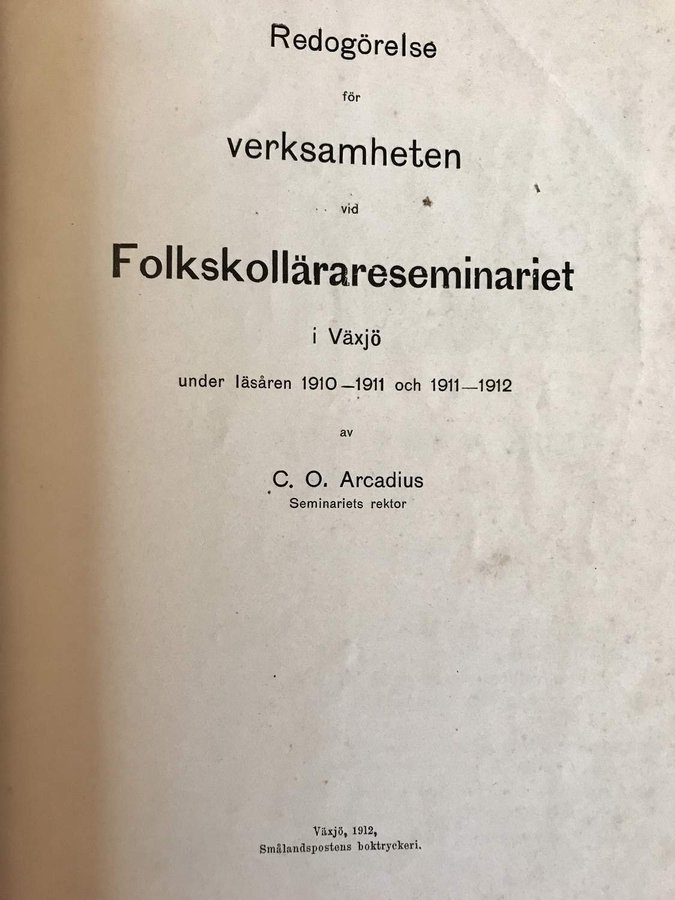 Redogörelse
för
verksamheten
vid
Folkskollärareseminariet
i Växjö
under läsåren 1910—1911 och 1911—1912
av
C. O. Arcadius
Seminariets rektor
Växjö, 1912,
Smålandspostens boktryckeri.